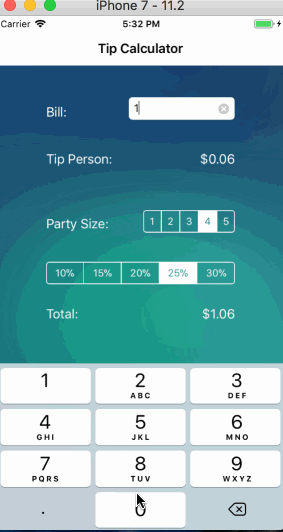 iPhone 7 - 11.2
Carrier 5:32 PM
Tip Calculator
Bill: 1
Tip Person: $0.06
Party Size: 1 2 3 4 5
10% 15% 20% 25% 30%
Total: $1.06
1 2 3
ABC DEF
4 5 6
GHI JKL MNO
7 8 9
PQRS TUV WXYZ
. 0